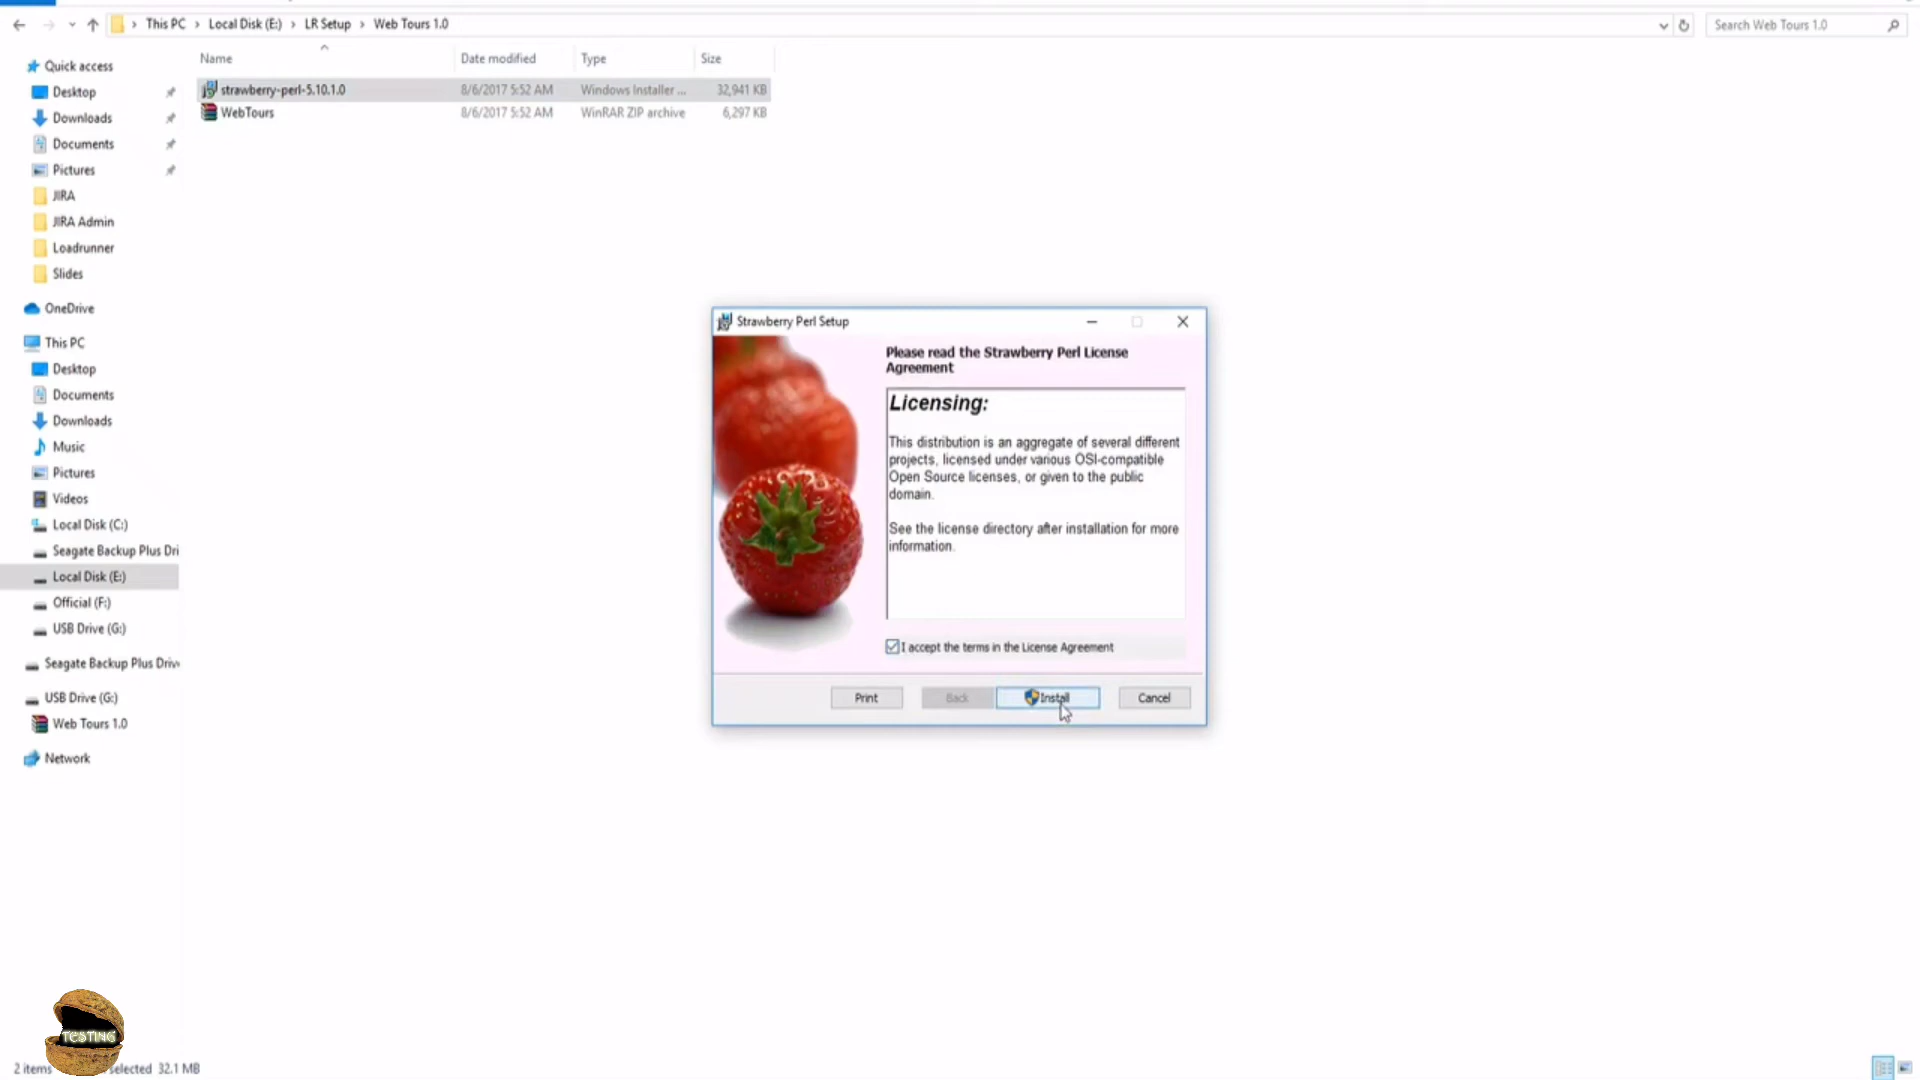 This PC > Local Disk (E:) > LR Setup > Web Tours 1.0
Search Web Tours 1.0
Name Date modified Type Size
strawberry-perl-5.10.1.0 8/6/2017 5:52 AM Windows Installer ... 32,941 KB
WebTours 8/6/2017 5:52 AM WinRAR ZIP archive 6,297 KB
Quick access
Desktop
Downloads
Documents
Pictures
JIRA
JIRA Admin
Loadrunner
Slides
OneDrive
This PC
Desktop
Documents
Downloads
Music
Pictures
Videos
Local Disk (C:)
Seagate Backup Plus Dri
Local Disk (E:)
Official (F:)
USB Drive (G:)
Seagate Backup Plus Drive
USB Drive (G:)
Web Tours 1.0
Network
Strawberry Perl Setup
Please read the Strawberry Perl License
Agreement
Licensing:
This distribution is an aggregate of several different
projects, licensed under various OSI-compatible
Open Source licenses, or given to the public
domain.
See the license directory after installation for more
information.
I accept the terms in the License Agreement
Print Back Install Cancel
TESTING
2 items selected 32.1 MB